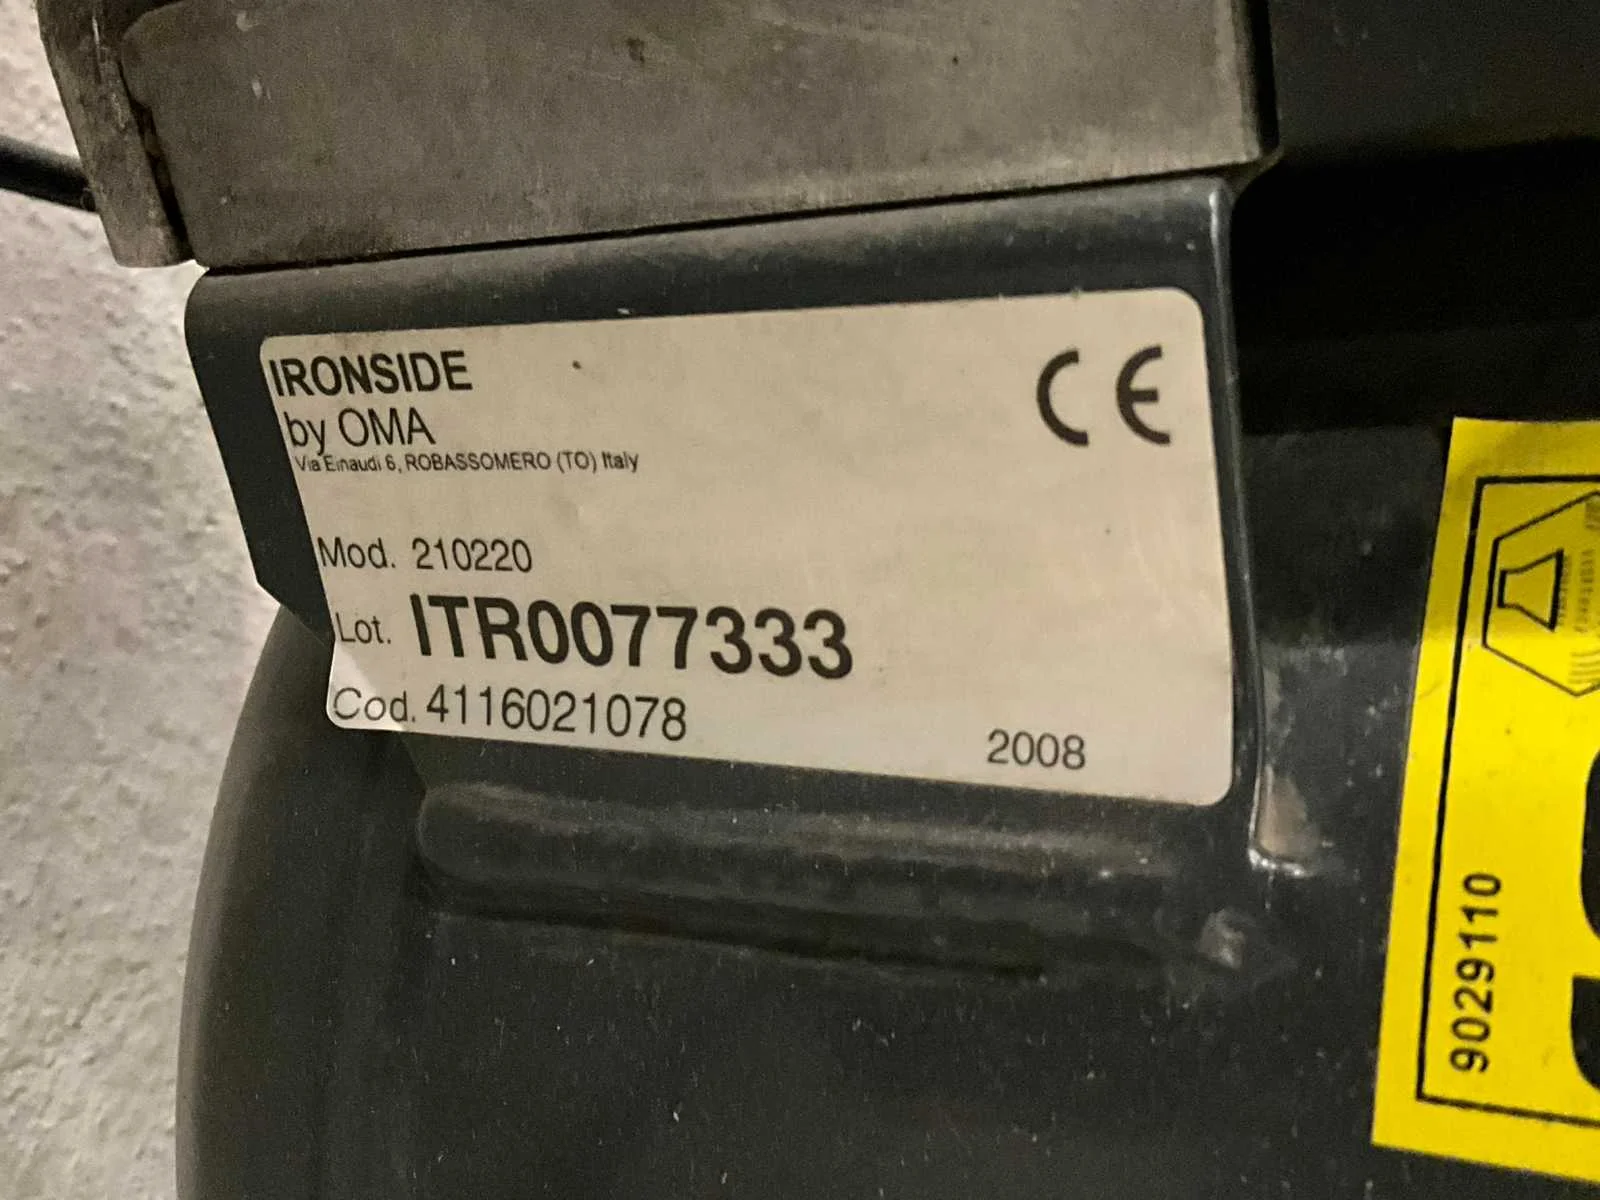 IRONSIDE
by OMA
Via Einaudi 6, ROBASSOMERO (TO) Italy
CE
Mod. 210220
Lot. ITR0077333
Cod. 4116021078
2008
9029110